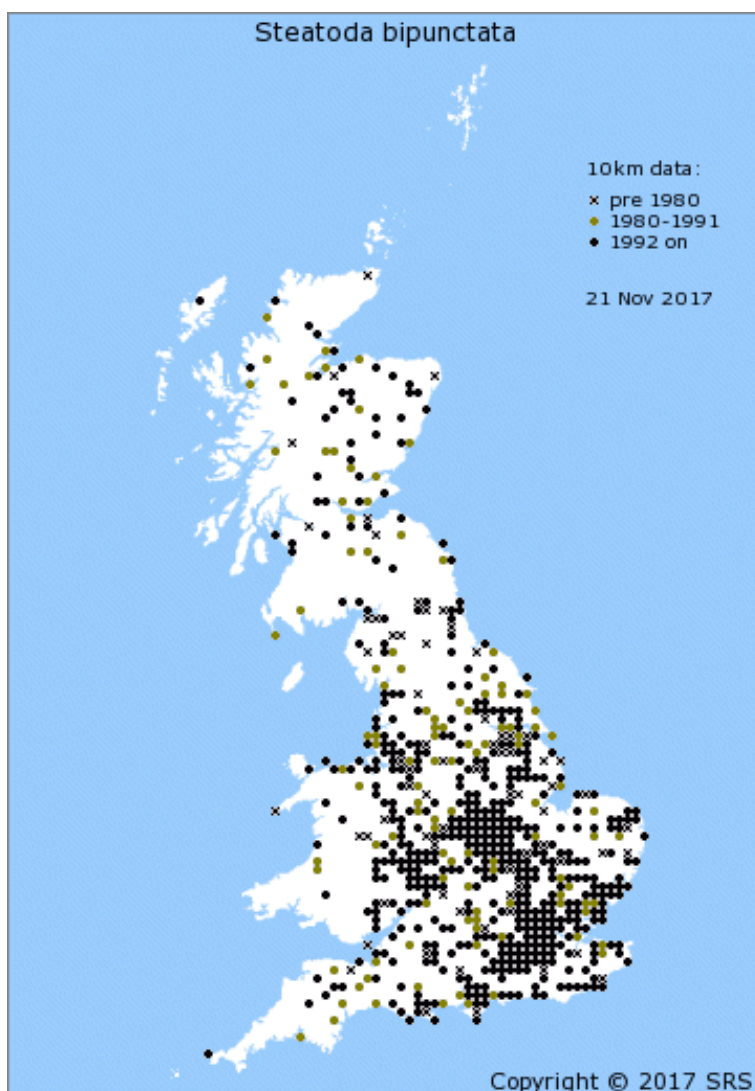 Steatoda bipunctata
10km data:
pre 1980
1980-1991
1992 on
21 Nov 2017
Copyright © 2017 SRS